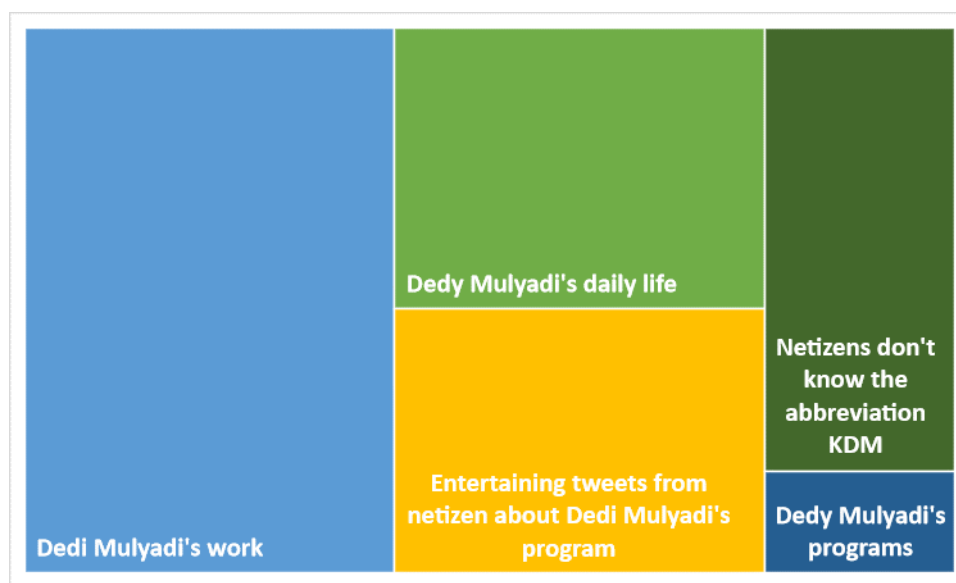 Dedi Mulyadi's work
Dedy Mulyadi's daily life
Entertaining tweets from
netizen about Dedi Mulyadi's
program
Netizens don't
know the
abbreviation
KDM
Dedy Mulyadi's
programs